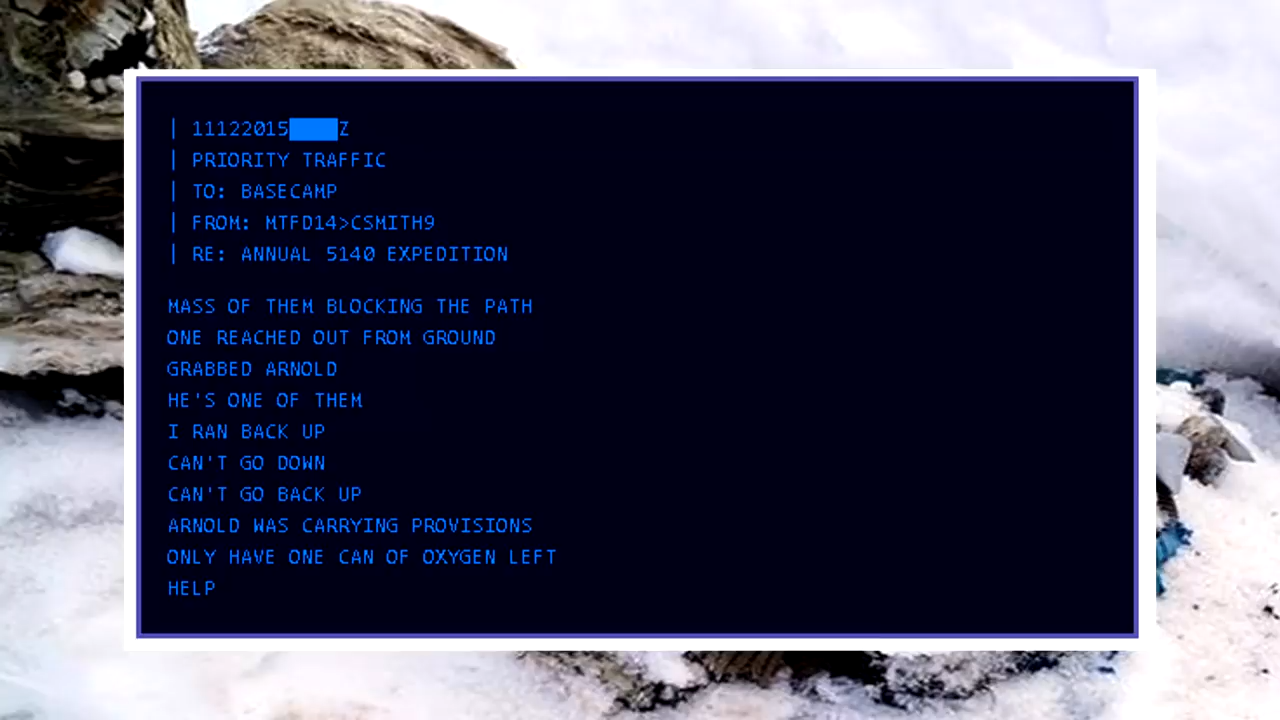 | 11122015████Z
| PRIORITY TRAFFIC
| TO: BASECAMP
| FROM: MTFD14>CSMITH9
| RE: ANNUAL 5140 EXPEDITION
MASS OF THEM BLOCKING THE PATH
ONE REACHED OUT FROM GROUND
GRABBED ARNOLD
HE'S ONE OF THEM
I RAN BACK UP
CAN'T GO DOWN
CAN'T GO BACK UP
ARNOLD WAS CARRYING PROVISIONS
ONLY HAVE ONE CAN OF OXYGEN LEFT
HELP